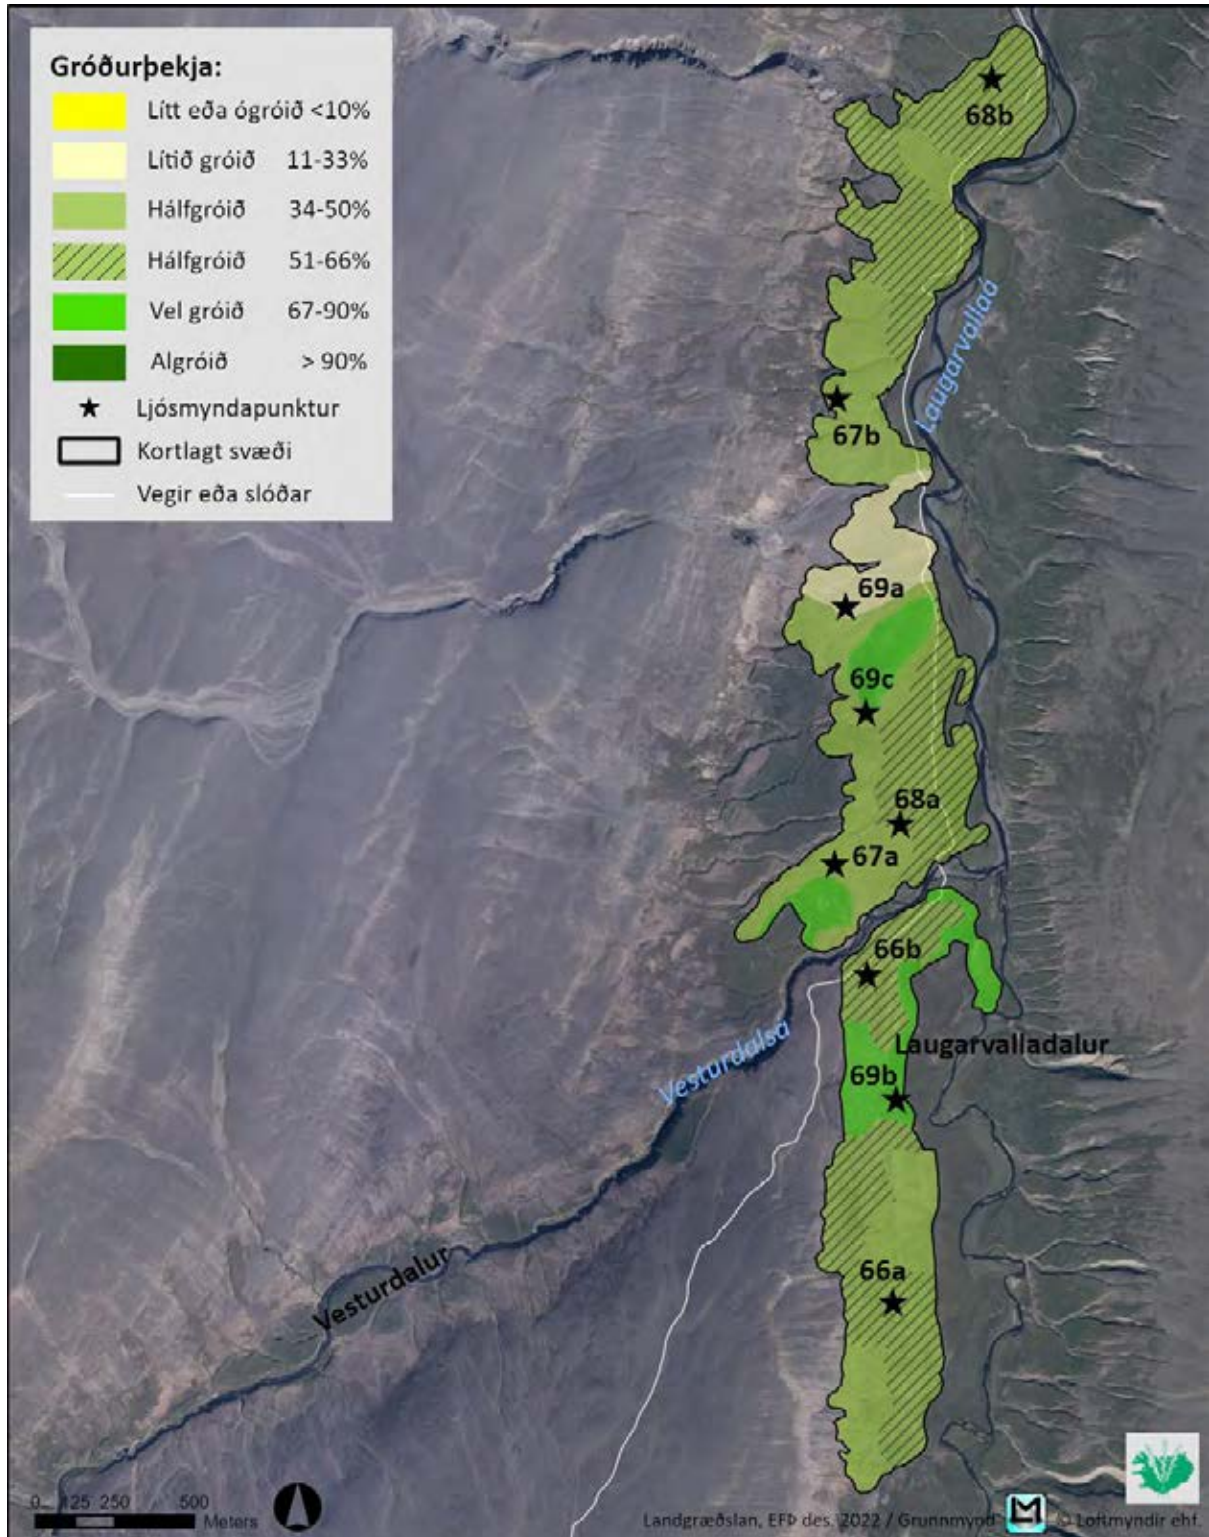 Gróðurþekja:
Lítt eða ógróið <10%
Lítið gróið 11-33%
Hálfgróið 34-50%
Hálfgróið 51-66%
Vel gróið 67-90%
Algróið > 90%
Ljósmyndapunktur
Kortlagt svæði
Vegir eða slóðar
68b
Laugarvallaá
67b
69a
69c
68a
67a
66b
Laugarvalladalur
Vesturdalsá
69b
Vesturdalur
66a
0 125 250 500
Meters
Landgræðslan, EFÞ des. 2022 / Grunnmynd © Loftmyndir ehf.